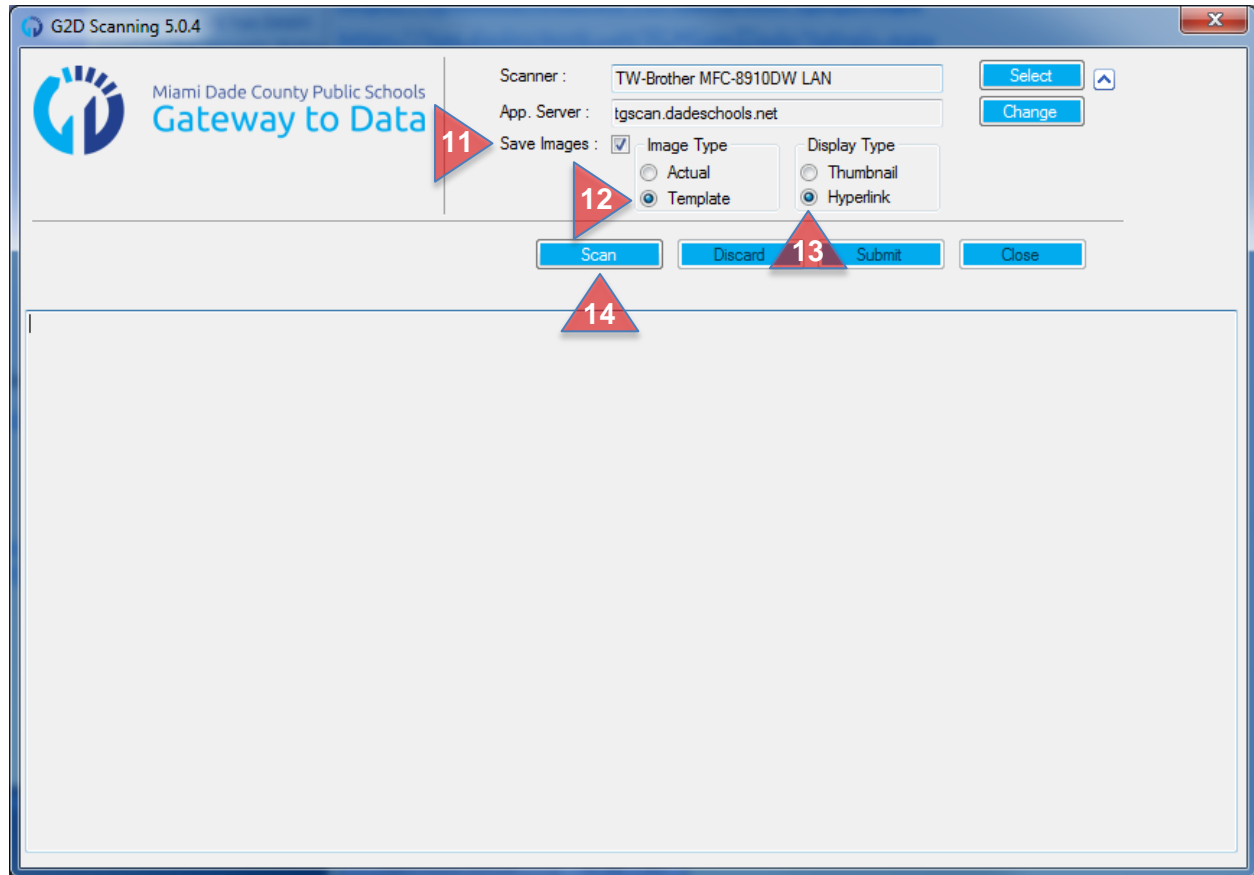 G2D Scanning 5.0.4
Miami Dade County Public Schools
Gateway to Data
Scanner : TW-Brother MFC-8910DW LAN Select
App. Server : tgscan.dadeschools.net Change
11 Save Images : Image Type Display Type
Actual Thumbnail
12 Template Hyperlink
Scan Discard 13 Submit Close
14